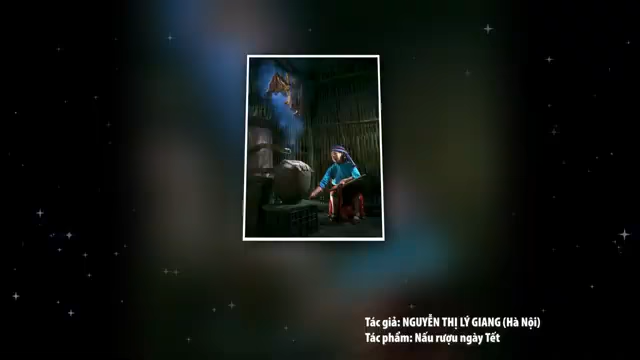 Tác giả: NGUYỄN THỊ LÝ GIANG (Hà Nội)
Tác phẩm: Nấu rượu ngày Tết